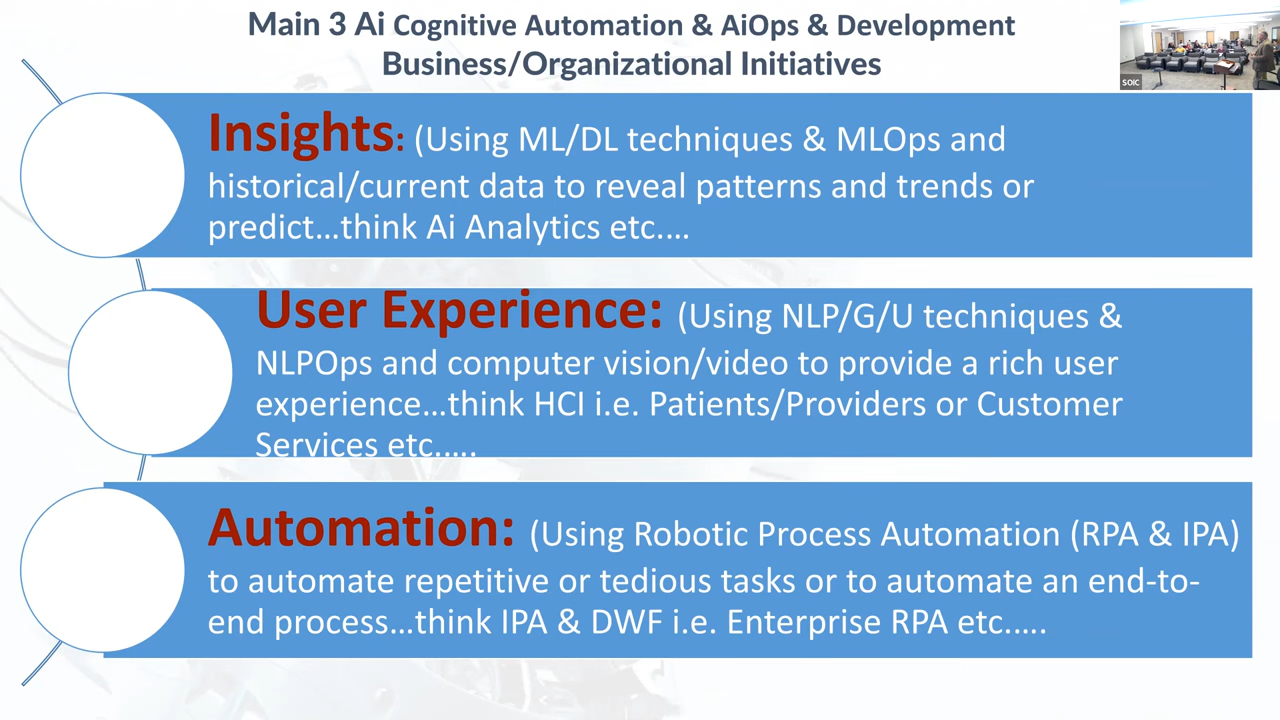 Main 3 Ai Cognitive Automation & AiOps & Development
Business/Organizational Initiatives
SOIC
Insights: (Using ML/DL techniques & MLOps and
historical/current data to reveal patterns and trends or
predict...think Ai Analytics etc....
User Experience: (Using NLP/G/U techniques &
NLPOps and computer vision/video to provide a rich user
experience...think HCI i.e. Patients/Providers or Customer
Services etc.....
Automation: (Using Robotic Process Automation (RPA & IPA)
to automate repetitive or tedious tasks or to automate an end-to-
end process...think IPA & DWF i.e. Enterprise RPA etc.....